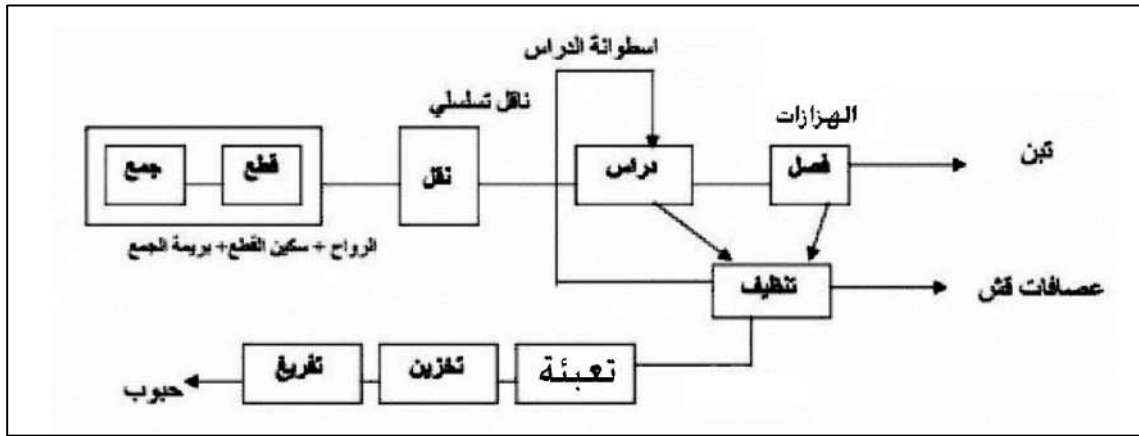 اسطوانة الدراس
ناقل تسلسلي
الهزازات
جمع
قطع
نقل
دراس
فصل
تبن
الرواح + سكين القطع+ بريمة الجمع
تنظيف
عصافات قش
تعبئة
تخزين
تفريغ
حبوب